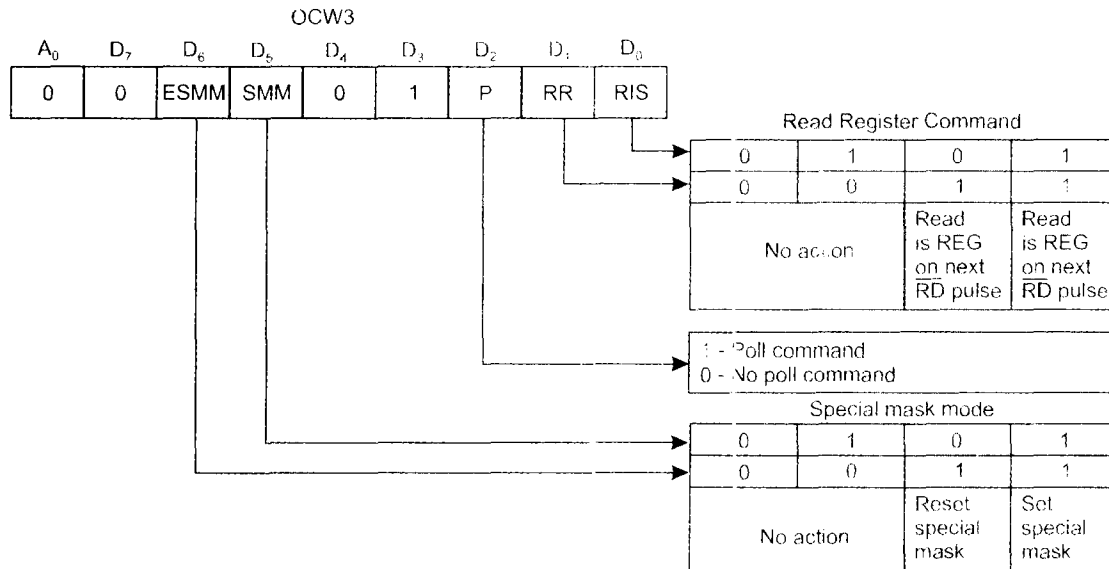 OCW3
A₀ D₇ D₆ D₅ D₄ D₃ D₂ D₁ D₀
0 0 ESMM SMM 0 1 P RR RIS
Read Register Command
0 1 0 1
0 0 1 1
No action
Read
is REG
on next
R̅D̅ pulse
Read
is REG
on next
R̅D̅ pulse
1 - Poll command
0 - No poll command
Special mask mode
0 1 0 1
0 0 1 1
No action
Reset
special
mask
Set
special
mask